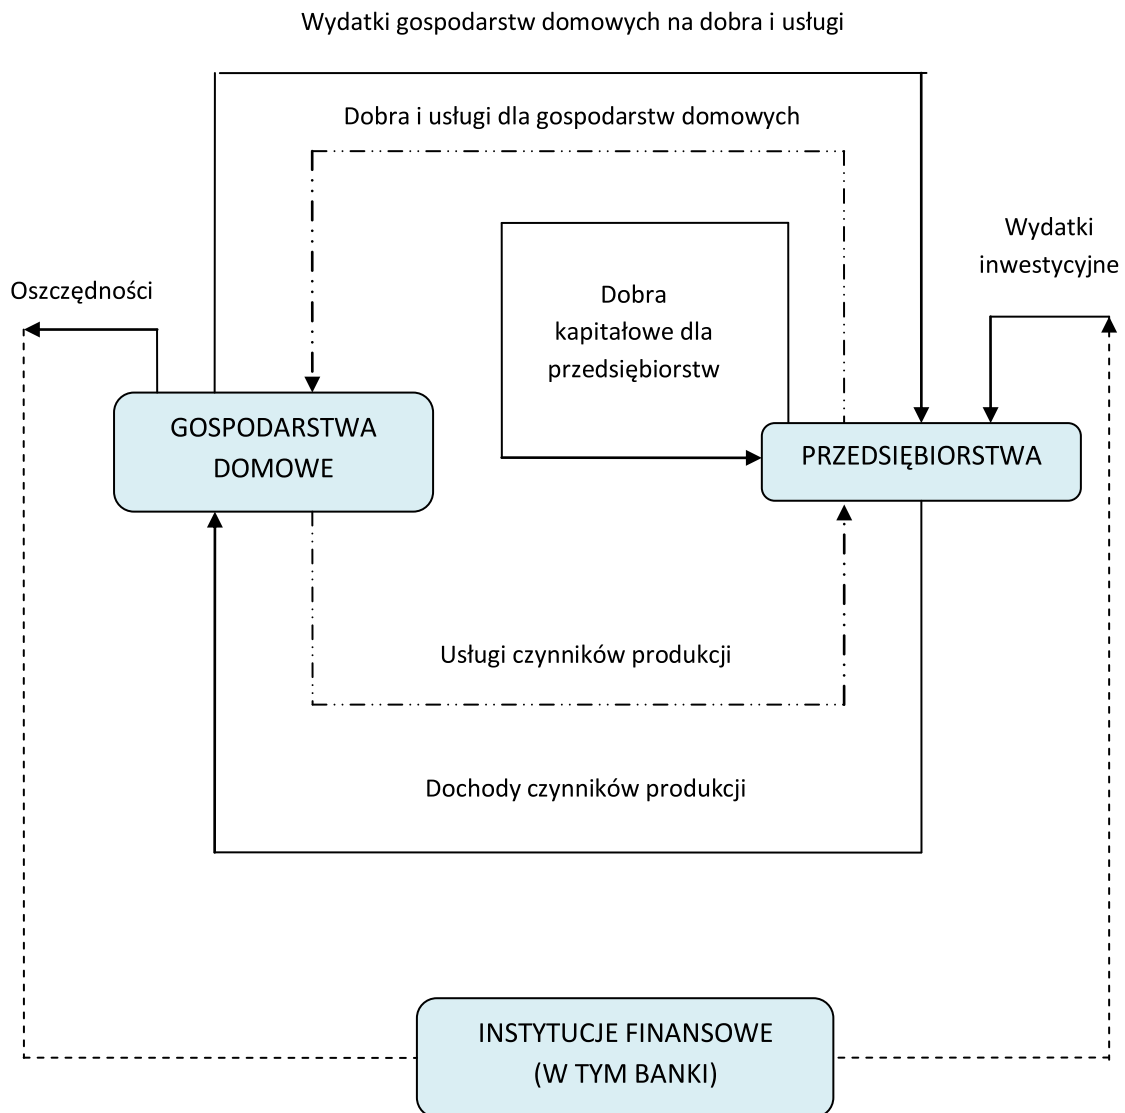 Wydatki gospodarstw domowych na dobra i usługi
Dobra i usługi dla gospodarstw domowych
Wydatki
inwestycyjne
Oszczędności
Dobra
kapitałowe dla
przedsiębiorstw
GOSPODARSTWA
DOMOWE
PRZEDSIĘBIORSTWA
Usługi czynników produkcji
Dochody czynników produkcji
INSTYTUCJE FINANSOWE
(W TYM BANKI)